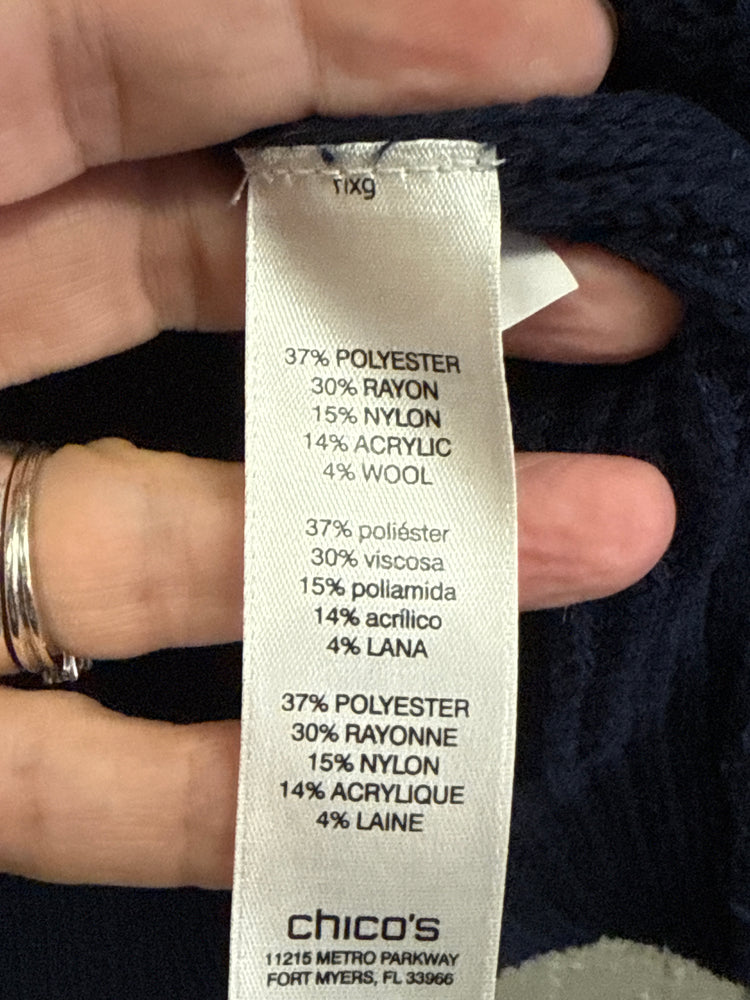 37% POLYESTER
30% RAYON
15% NYLON
14% ACRYLIC
4% WOOL
37% poliéster
30% viscosa
15% poliamida
14% acrílico
4% LANA
37% POLYESTER
30% RAYONNE
15% NYLON
14% ACRYLIQUE
4% LAINE
chico's
11215 METRO PARKWAY
FORT MYERS, FL 33966